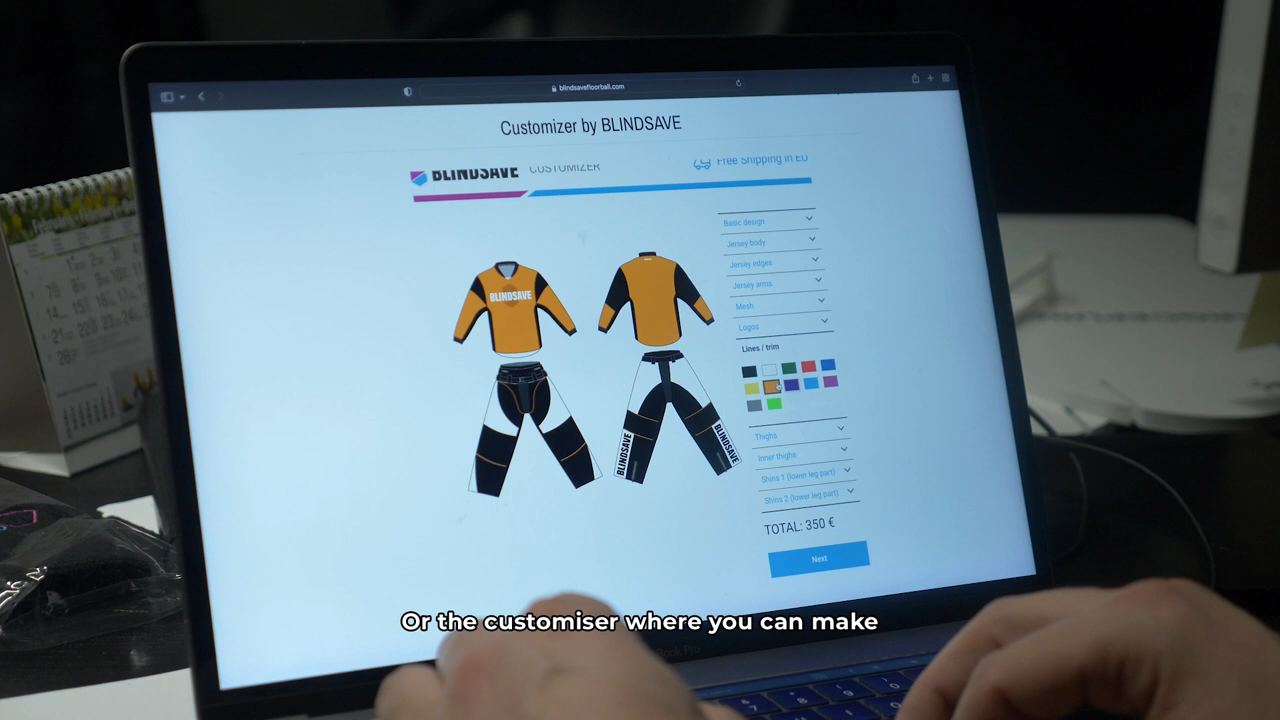 blindsavefloorball.com
Customizer by BLINDSAVE
BLINDSAVE CUSTOMIZER
Free Shipping in EU
Basic design
Jersey body
Jersey edges
Jersey arms
Mesh
Logos
Lines / trim
BLINDSAVE
BLINDSAVE
BLINDSAVE
Thighs
Inner thighs
Shins 1 (lower leg part)
Shins 2 (lower leg part)
TOTAL: 350 €
Next
Or the customiser where you can make